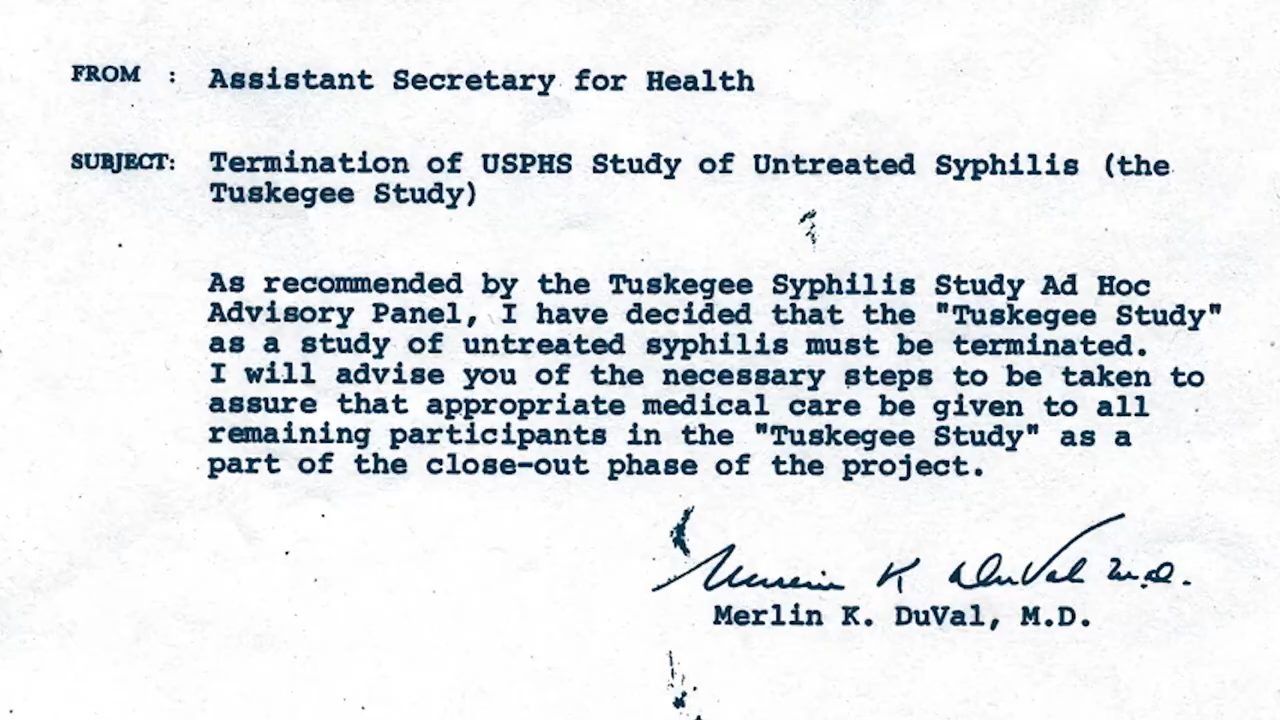 FROM : Assistant Secretary for Health
SUBJECT: Termination of USPHS Study of Untreated Syphilis (the
Tuskegee Study)
As recommended by the Tuskegee Syphilis Study Ad Hoc
Advisory Panel, I have decided that the "Tuskegee Study"
as a study of untreated syphilis must be terminated.
I will advise you of the necessary steps to be taken to
assure that appropriate medical care be given to all
remaining participants in the "Tuskegee Study" as a
part of the close-out phase of the project.
Merlin K DuVal M.D.
Merlin K. DuVal, M.D.